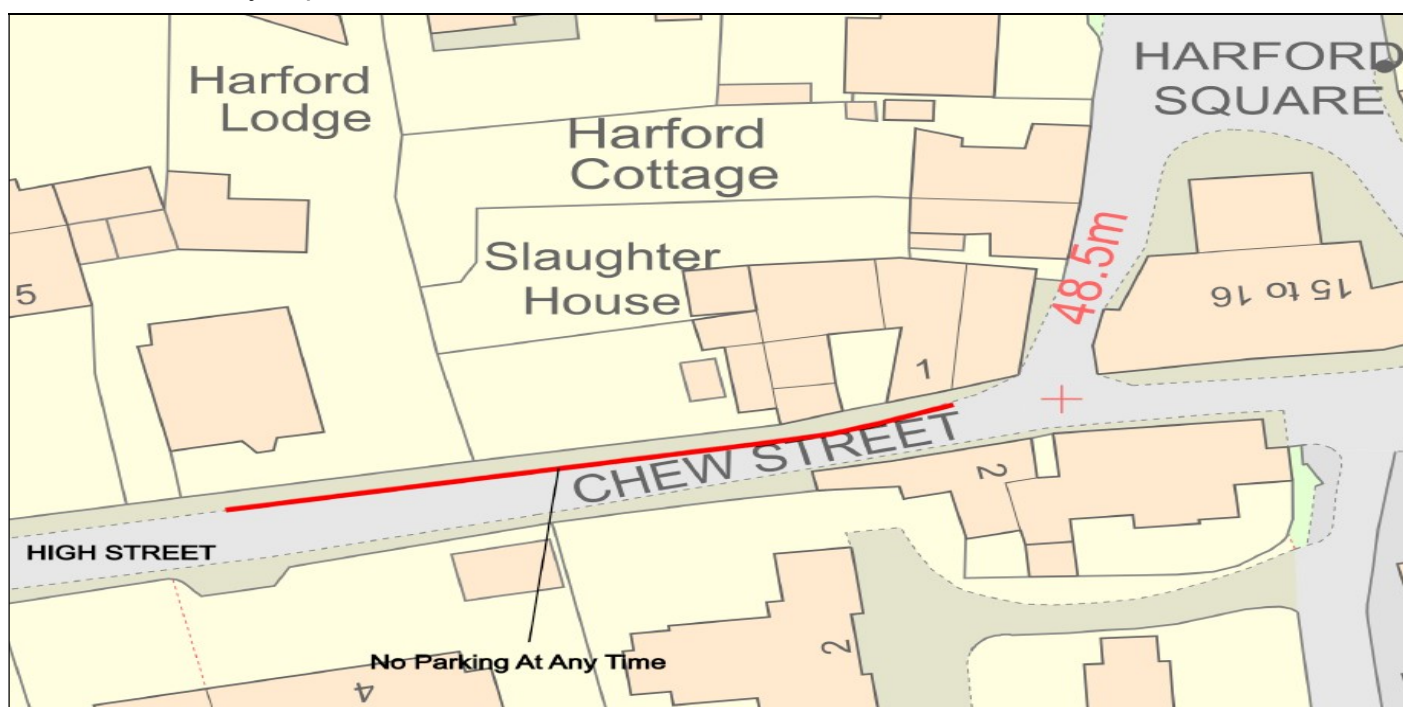 HARFORD
SQUARE
Harford
Lodge
Harford
Cottage
48.5m
Slaughter
House
15 to 16
5
1
CHEW STREET
2
HIGH STREET
No Parking At Any Time
2
4